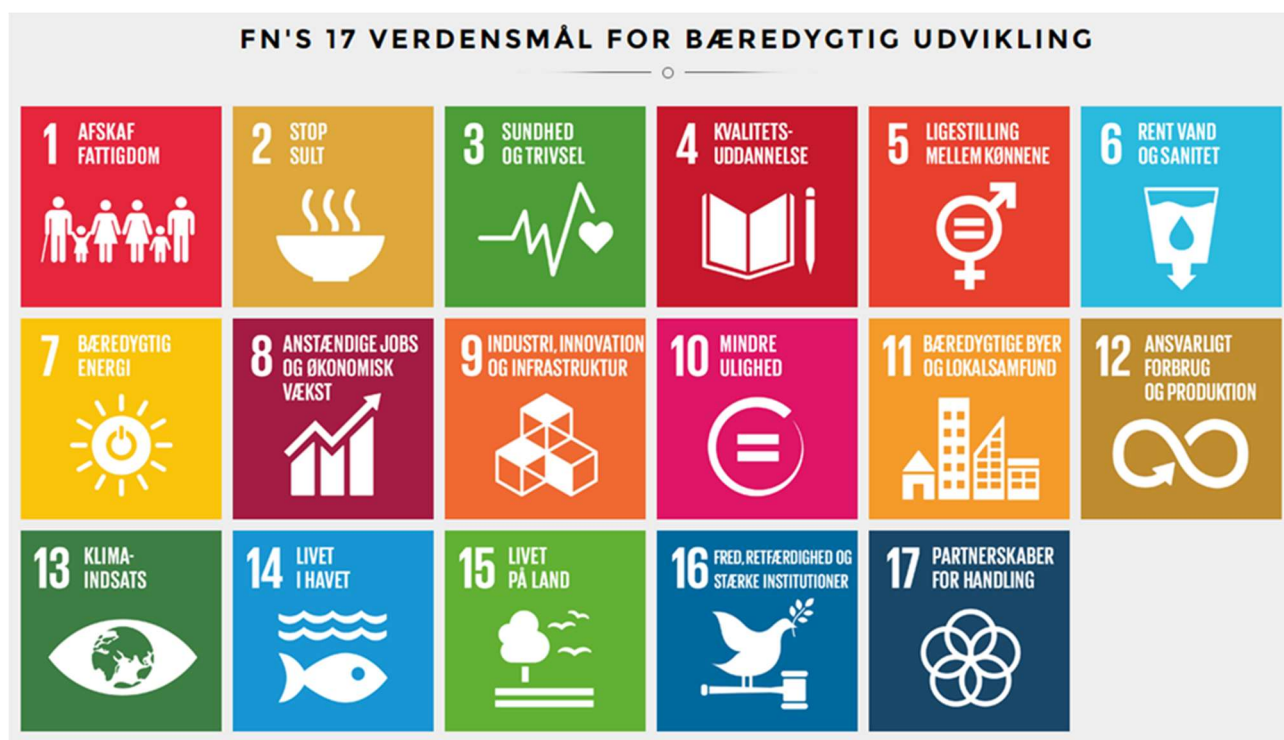 FN'S 17 VERDENSMÅL FOR BÆREDYGTIG UDVIKLING
1 AFSKAF
FATTIGDOM
2 STOP
SULT
3 SUNDHED
OG TRIVSEL
4 KVALITETS-
UDDANNELSE
5 LIGESTILLING
MELLEM KØNNENE
6 RENT VAND
OG SANITET
7 BÆREDYGTIG
ENERGI
8 ANSTÆNDIGE JOBS
OG ØKONOMISK
VÆKST
9 INDUSTRI, INNOVATION
OG INFRASTRUKTUR
10 MINDRE
ULIGHED
11 BÆREDYGTIGE BYER
OG LOKALSAMFUND
12 ANSVARLIGT
FORBRUG
OG PRODUKTION
13 KLIMA-
INDSATS
14 LIVET
I HAVET
15 LIVET
PÅ LAND
16 FRED, RETFÆRDIGHED OG
STÆRKE INSTITUTIONER
17 PARTNERSKABER
FOR HANDLING